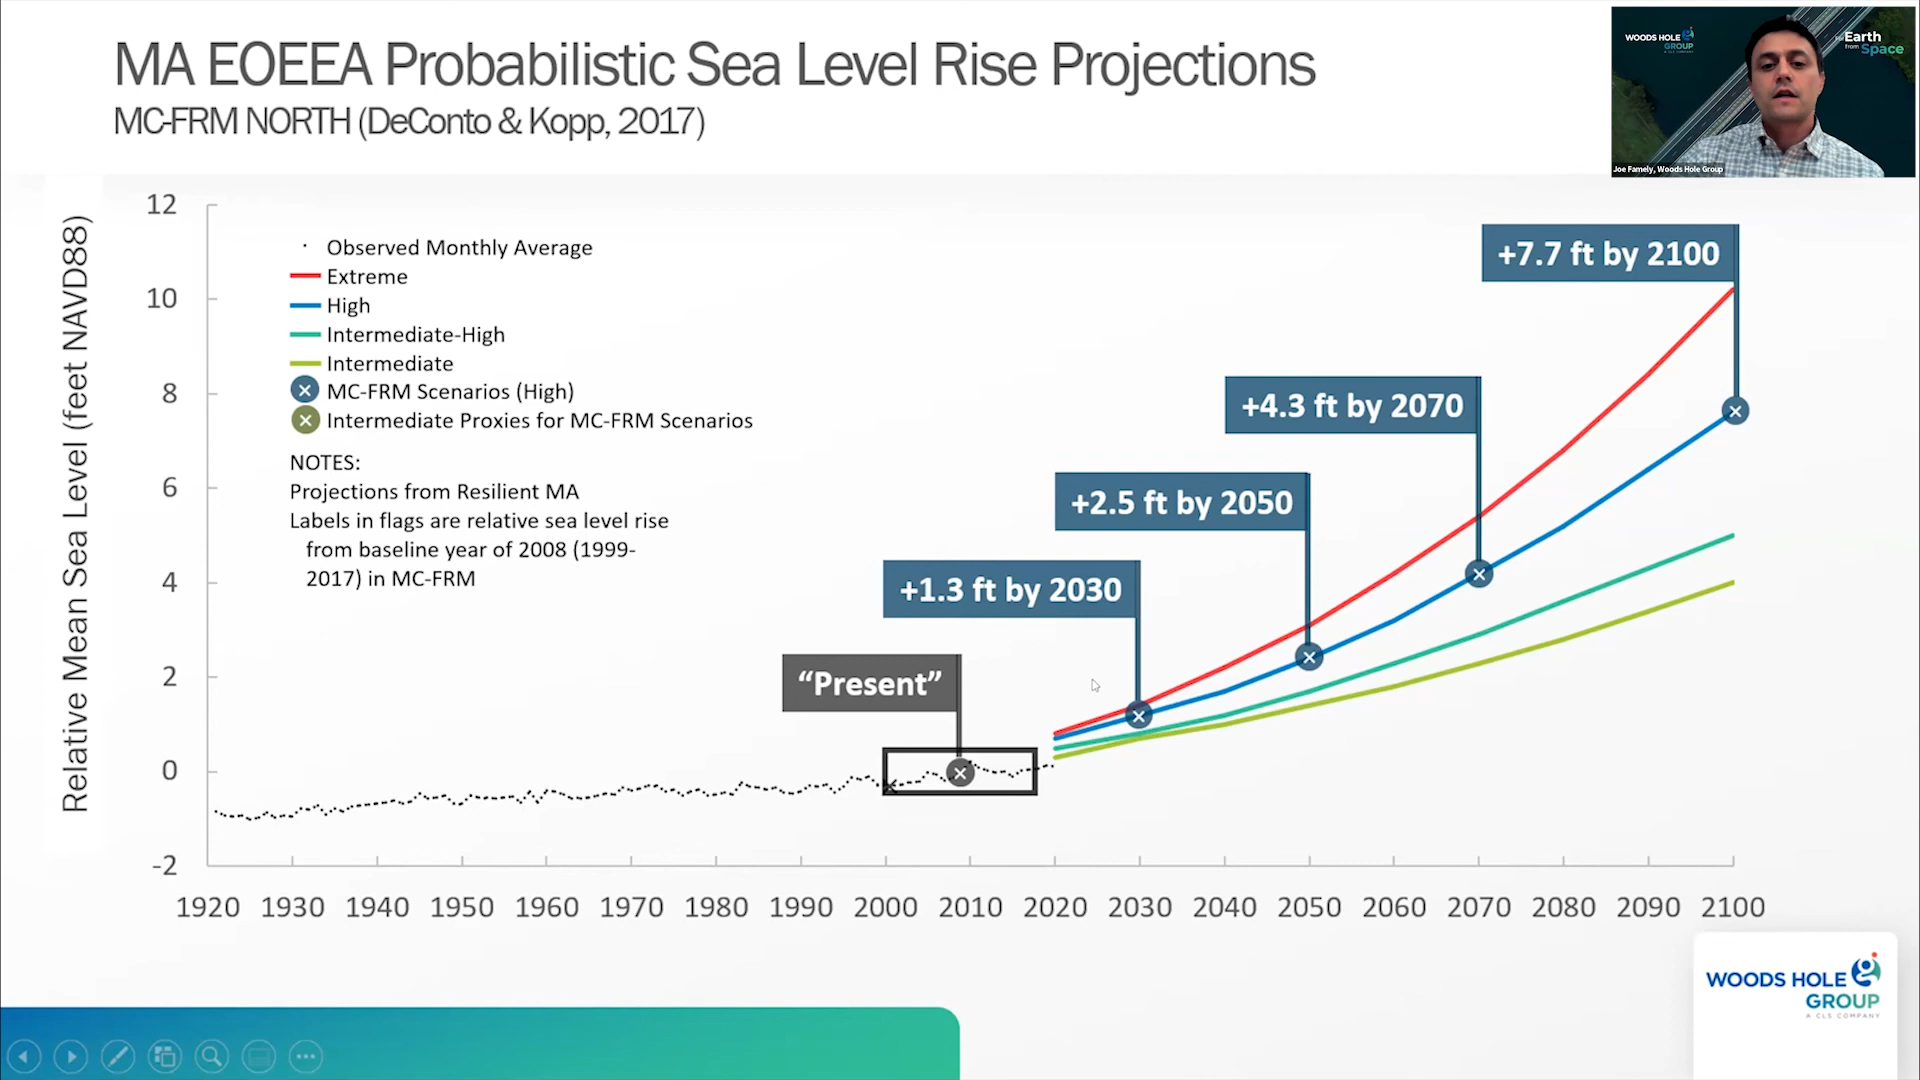 MA EOEEA Probabilistic Sea Level Rise Projections
MC-FRM NORTH (DeConto & Kopp, 2017)
WOODS HOLE
GROUP
A CLS COMPANY
Earth
from Space
Joe Famely, Woods Hole Group
Relative Mean Sea Level (feet NAVD88)
12
10
8
6
4
2
0
-2
Observed Monthly Average
Extreme
High
Intermediate-High
Intermediate
MC-FRM Scenarios (High)
Intermediate Proxies for MC-FRM Scenarios
NOTES:
Projections from Resilient MA
Labels in flags are relative sea level rise
from baseline year of 2008 (1999-
2017) in MC-FRM
"Present"
+1.3 ft by 2030
+2.5 ft by 2050
+4.3 ft by 2070
+7.7 ft by 2100
1920 1930 1940 1950 1960 1970 1980 1990 2000 2010 2020 2030 2040 2050 2060 2070 2080 2090 2100
WOODS HOLE
GROUP
A CLS COMPANY